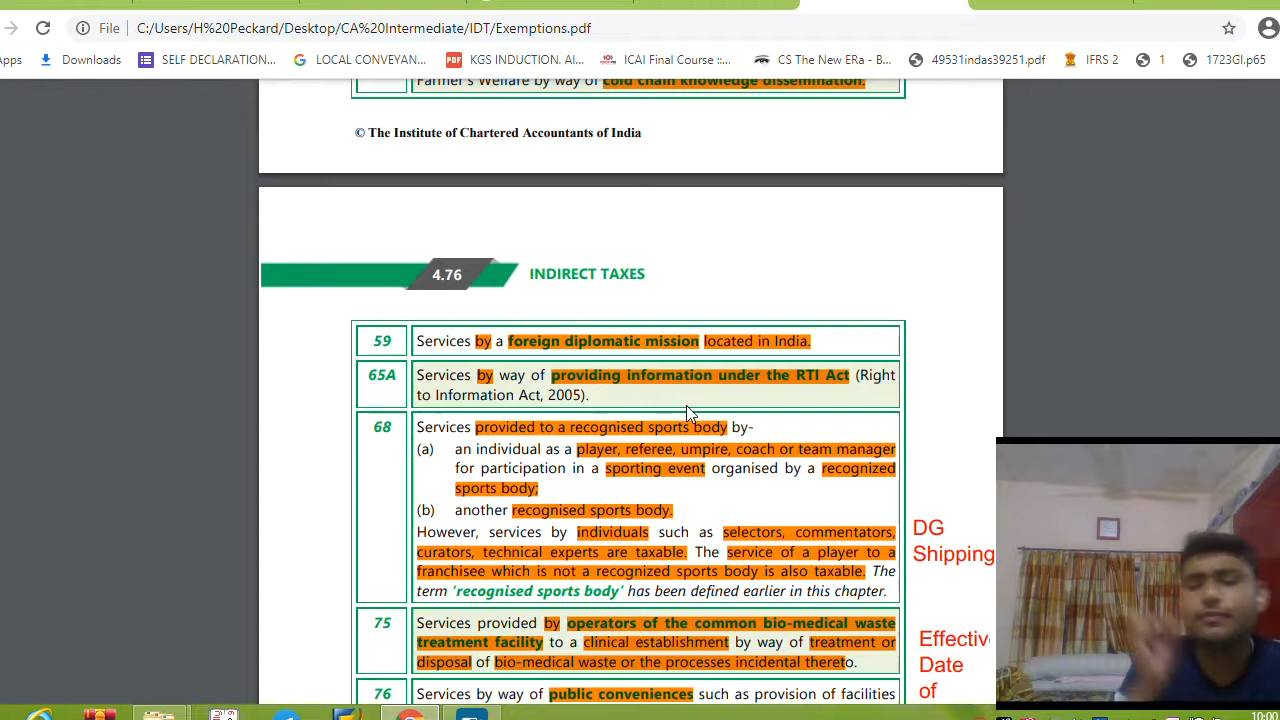 File
C:/Users/H%20Peckard/Desktop/CA%20Intermediate/IDT/Exemptions.pdf
Apps Downloads SELF DECLARATION... LOCAL CONVEYAN... KGS INDUCTION. AI... ICAI Final Course ::... CS The New ERa - B... 49531indas39251.pdf IFRS 2 1 1723GI.p65
Farmer's Welfare by way of cold chain knowledge dissemination.
© The Institute of Chartered Accountants of India
4.76 INDIRECT TAXES
59 Services by a foreign diplomatic mission located in India.
65A Services by way of providing information under the RTI Act (Right
to Information Act, 2005).
68 Services provided to a recognised sports body by-
(a) an individual as a player, referee, umpire, coach or team manager
for participation in a sporting event organised by a recognized
sports body;
(b) another recognised sports body.
However, services by individuals such as selectors, commentators,
curators, technical experts are taxable. The service of a player to a
franchisee which is not a recognized sports body is also taxable. The
term 'recognised sports body' has been defined earlier in this chapter.
DG
Shipping
75 Services provided by operators of the common bio-medical waste
treatment facility to a clinical establishment by way of treatment or
disposal of bio-medical waste or the processes incidental thereto.
Effective
Date
of
76 Services by way of public conveniences such as provision of facilities
10:00